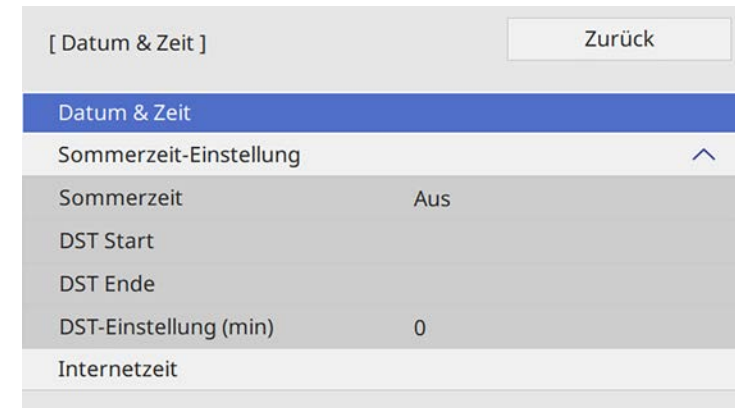 [ Datum & Zeit ] Zurück
Datum & Zeit
Sommerzeit-Einstellung
Sommerzeit Aus
DST Start
DST Ende
DST-Einstellung (min) 0
Internetzeit